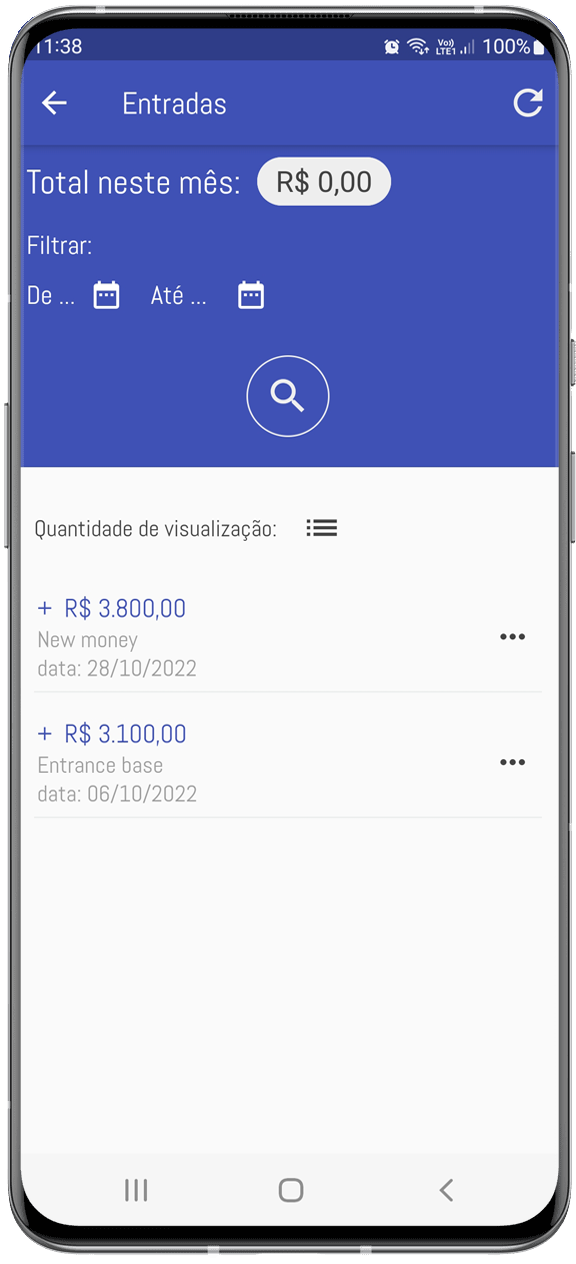 11:38 Vo)) LTE1 100%
Entradas
Total neste mês: R$ 0,00
Filtrar:
De ... Até ...
Quantidade de visualização:
+ R$ 3.800,00
New money
data: 28/10/2022
+ R$ 3.100,00
Entrance base
data: 06/10/2022